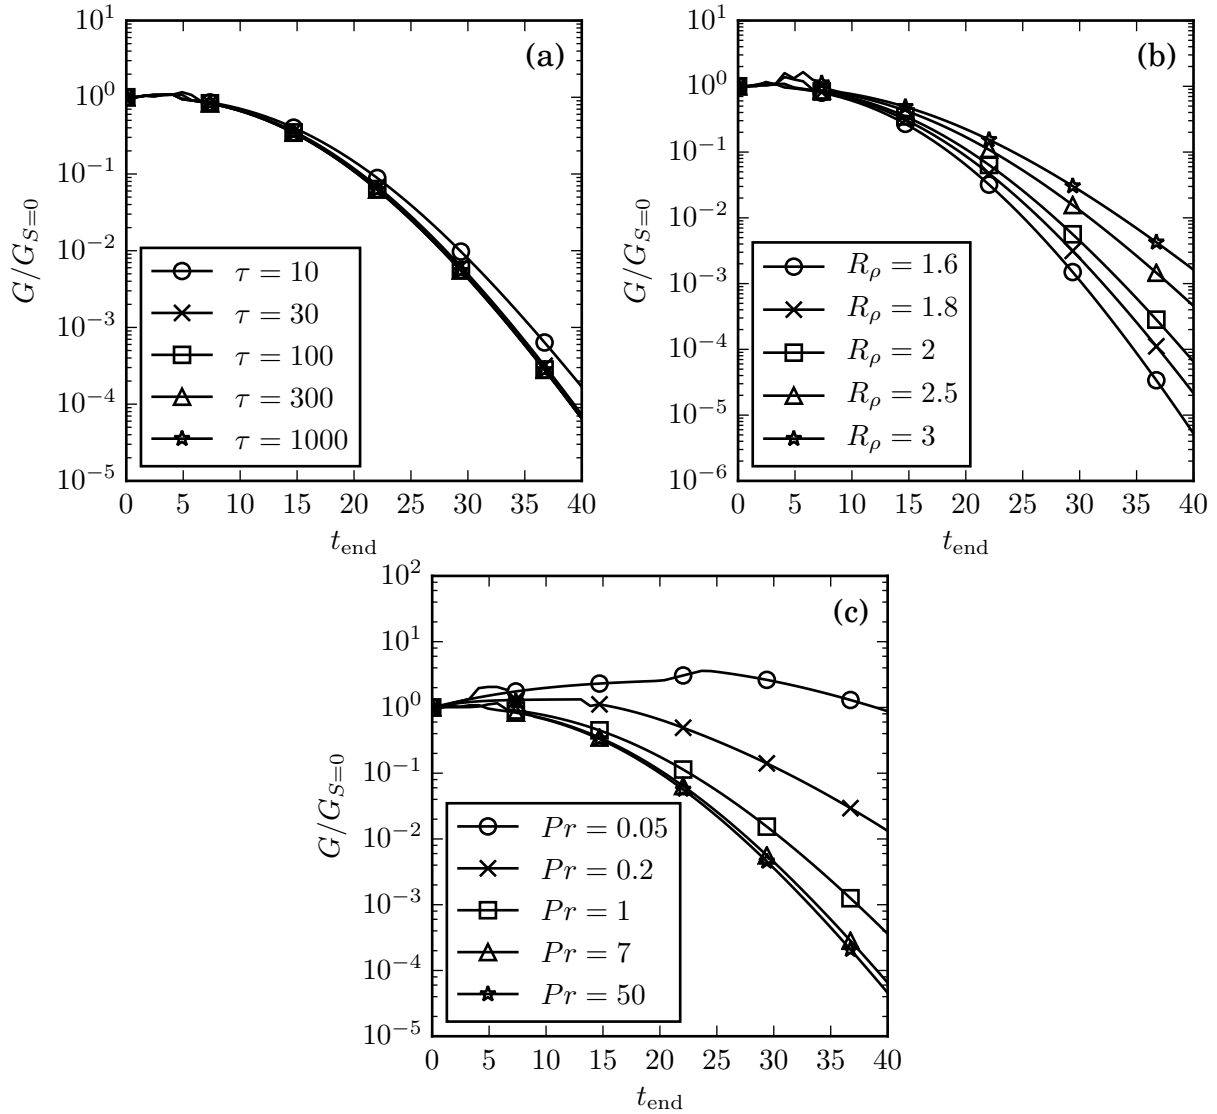 (a)
G/G_{S=0}
10^1
10^0
10^{-1}
10^{-2}
10^{-3}
10^{-4}
10^{-5}
τ = 10
τ = 30
τ = 100
τ = 300
τ = 1000
0 5 10 15 20 25 30 35 40
t_end
(b)
G/G_{S=0}
10^1
10^0
10^{-1}
10^{-2}
10^{-3}
10^{-4}
10^{-5}
10^{-6}
R_ρ = 1.6
R_ρ = 1.8
R_ρ = 2
R_ρ = 2.5
R_ρ = 3
0 5 10 15 20 25 30 35 40
t_end
(c)
G/G_{S=0}
10^2
10^1
10^0
10^{-1}
10^{-2}
10^{-3}
10^{-4}
10^{-5}
Pr = 0.05
Pr = 0.2
Pr = 1
Pr = 7
Pr = 50
0 5 10 15 20 25 30 35 40
t_end